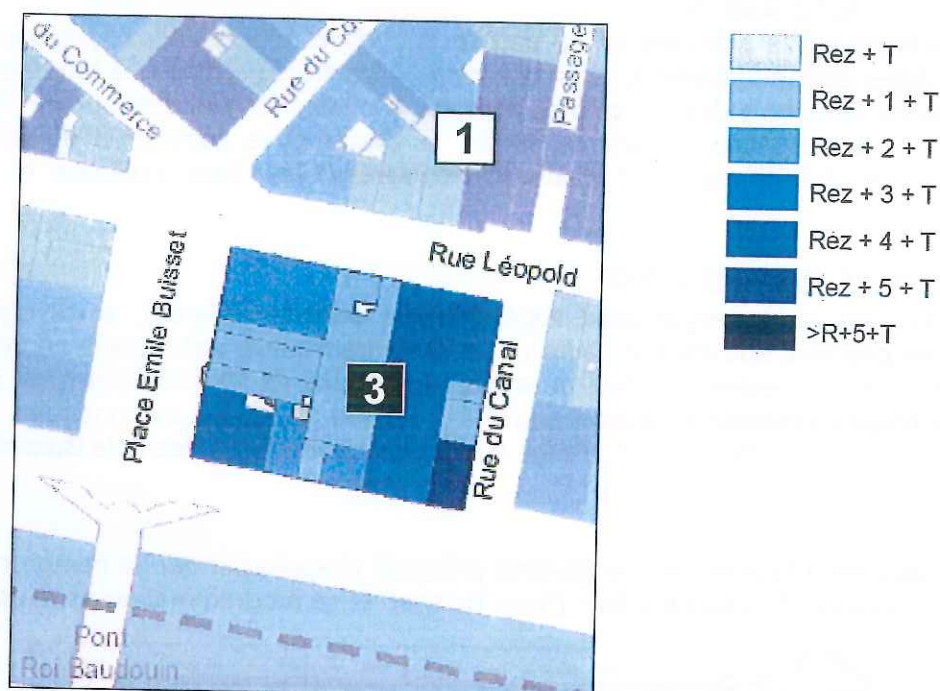 du Commerce
Rue du Co
Passage
1
Rue Léopold
Place Emile Buisset
3
Rue du Canal
Pont
Roi Baudouin
Rez + T
Rez + 1 + T
Rez + 2 + T
Rez + 3 + T
Rez + 4 + T
Rez + 5 + T
>R+5+T